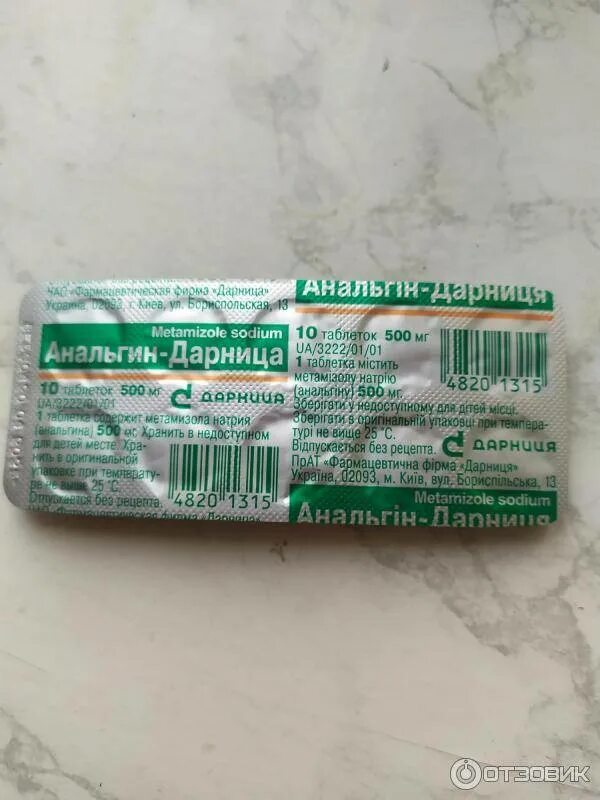 ЧАО "Фармацевтическая фирма "Дарница"
Украина, 02093, г. Киев, ул. Бориспольская, 13
Metamizole sodium
Анальгин-Дарница
10 таблеток 500 мг
UA/3222/01/01
ДАРНИЦА
1 таблетка содержит метамизола натрия
(анальгина) 500 мг. Хранить в недоступном
для детей месте. Хра-
нить в оригинальной
упаковке при температу-
ре не выше 25 °С.
Отпускается без рецепта.
4820 1315
ЧАО "Фармацевтическая фирма "Дарница"
Анальгін-Дарниця
10 таблеток 500 мг
UA/3222/01/01
1 таблетка містить
метамізолу натрію
(анальгіну) 500 мг.
4820 1315
Зберігати у недоступному для дітей місці.
Зберігати в оригінальній упаковці при темпера-
турі не вище 25 °С.
Відпускається без рецепта.
ДАРНИЦЯ
ПрАТ "Фармацевтична фірма "Дарниця"
Україна, 02093, м. Київ, вул. Бориспільська, 13
Metamizole sodium
Анальгін-Дарниця
ОТЗОВИК